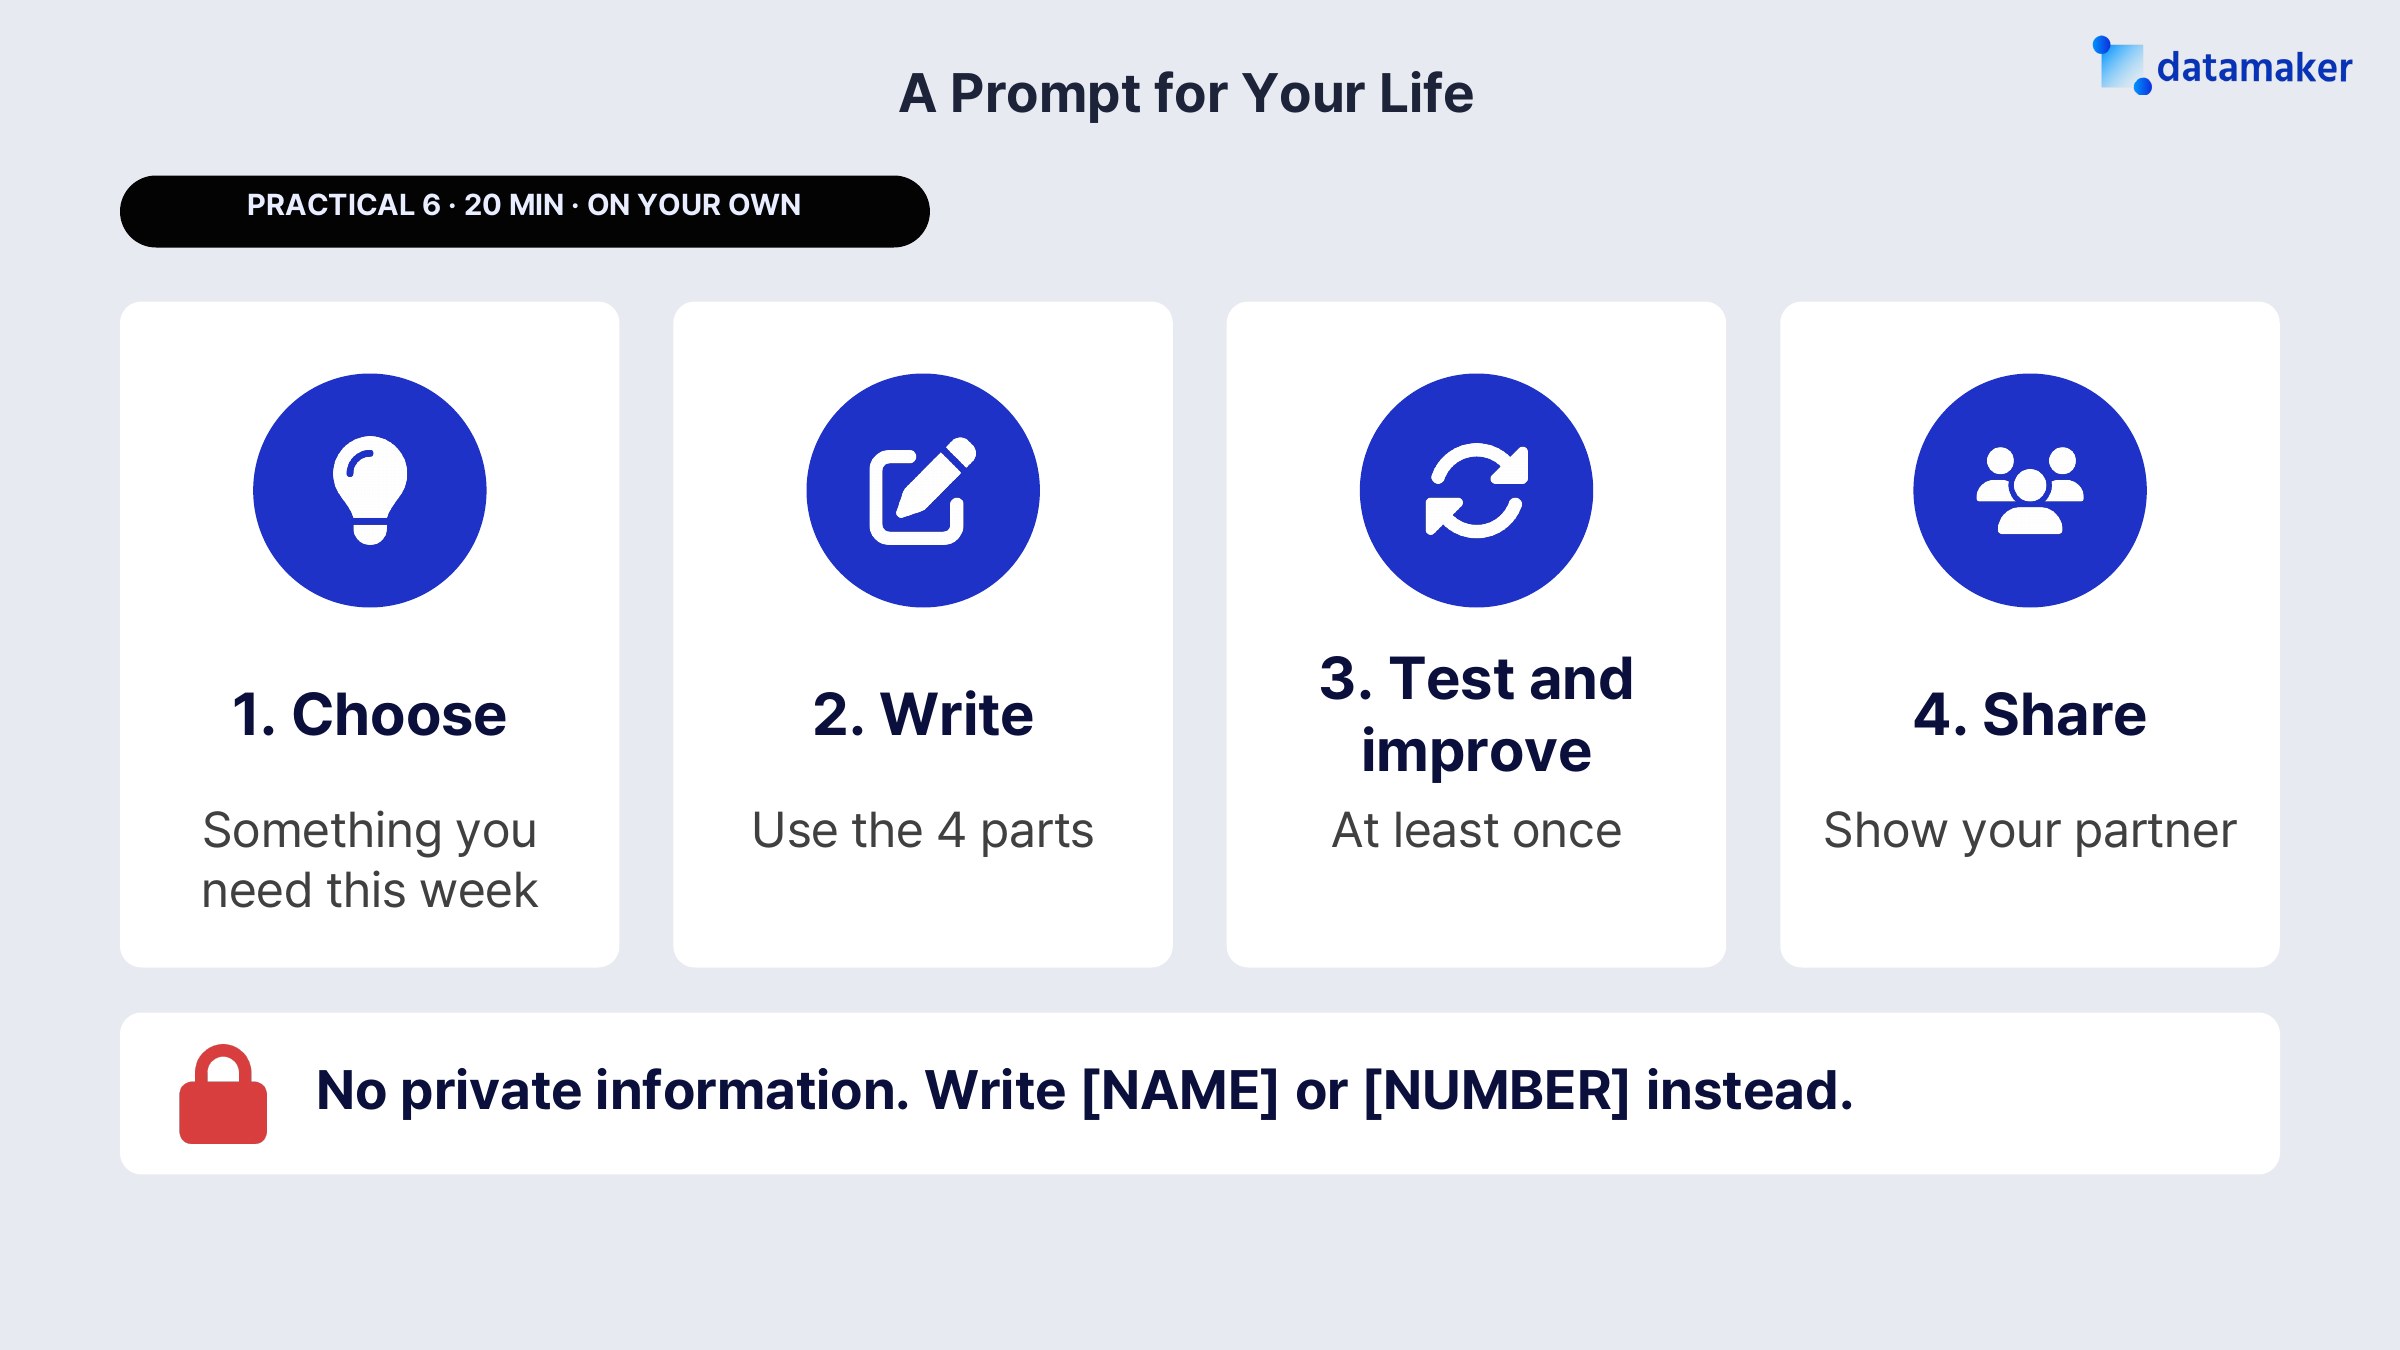 A Prompt for Your Life
datamaker
PRACTICAL 6 · 20 MIN · ON YOUR OWN
1. Choose
Something you
need this week
2. Write
Use the 4 parts
3. Test and
improve
At least once
4. Share
Show your partner
No private information. Write [NAME] or [NUMBER] instead.